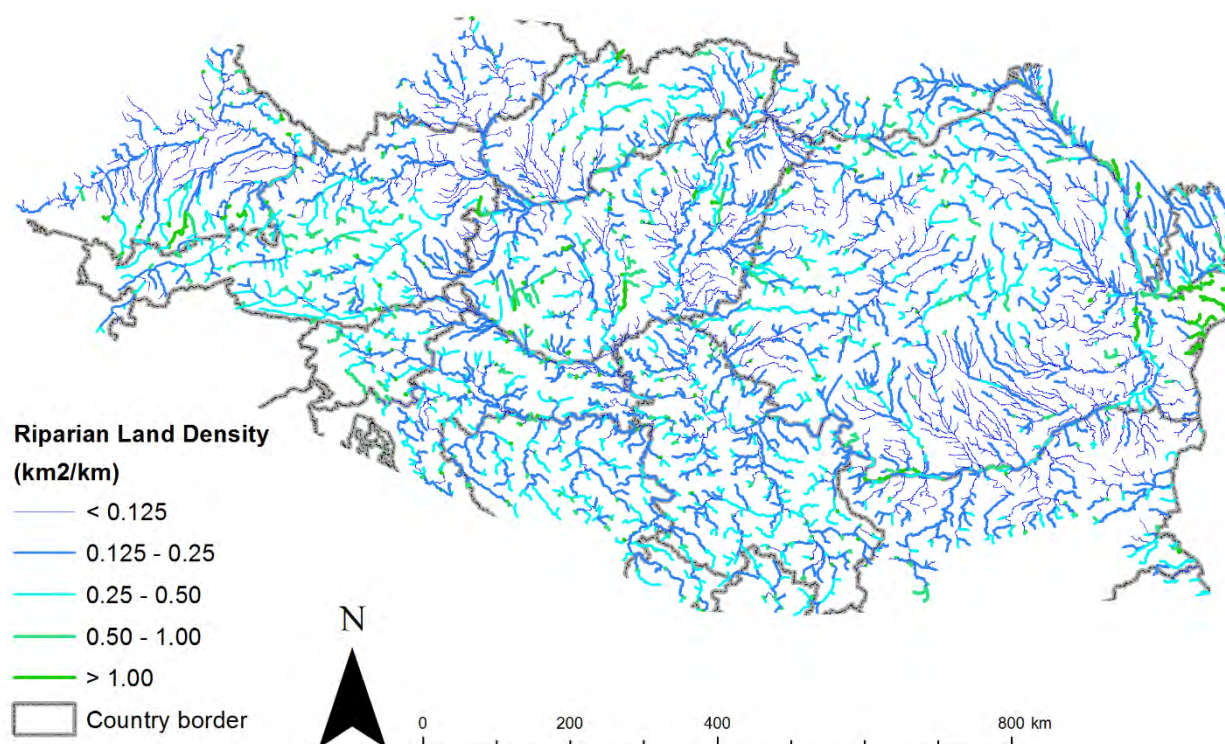 Riparian Land Density
(km2/km)
< 0.125
0.125 - 0.25
0.25 - 0.50
0.50 - 1.00
> 1.00
Country border
N
0 200 400 800 km